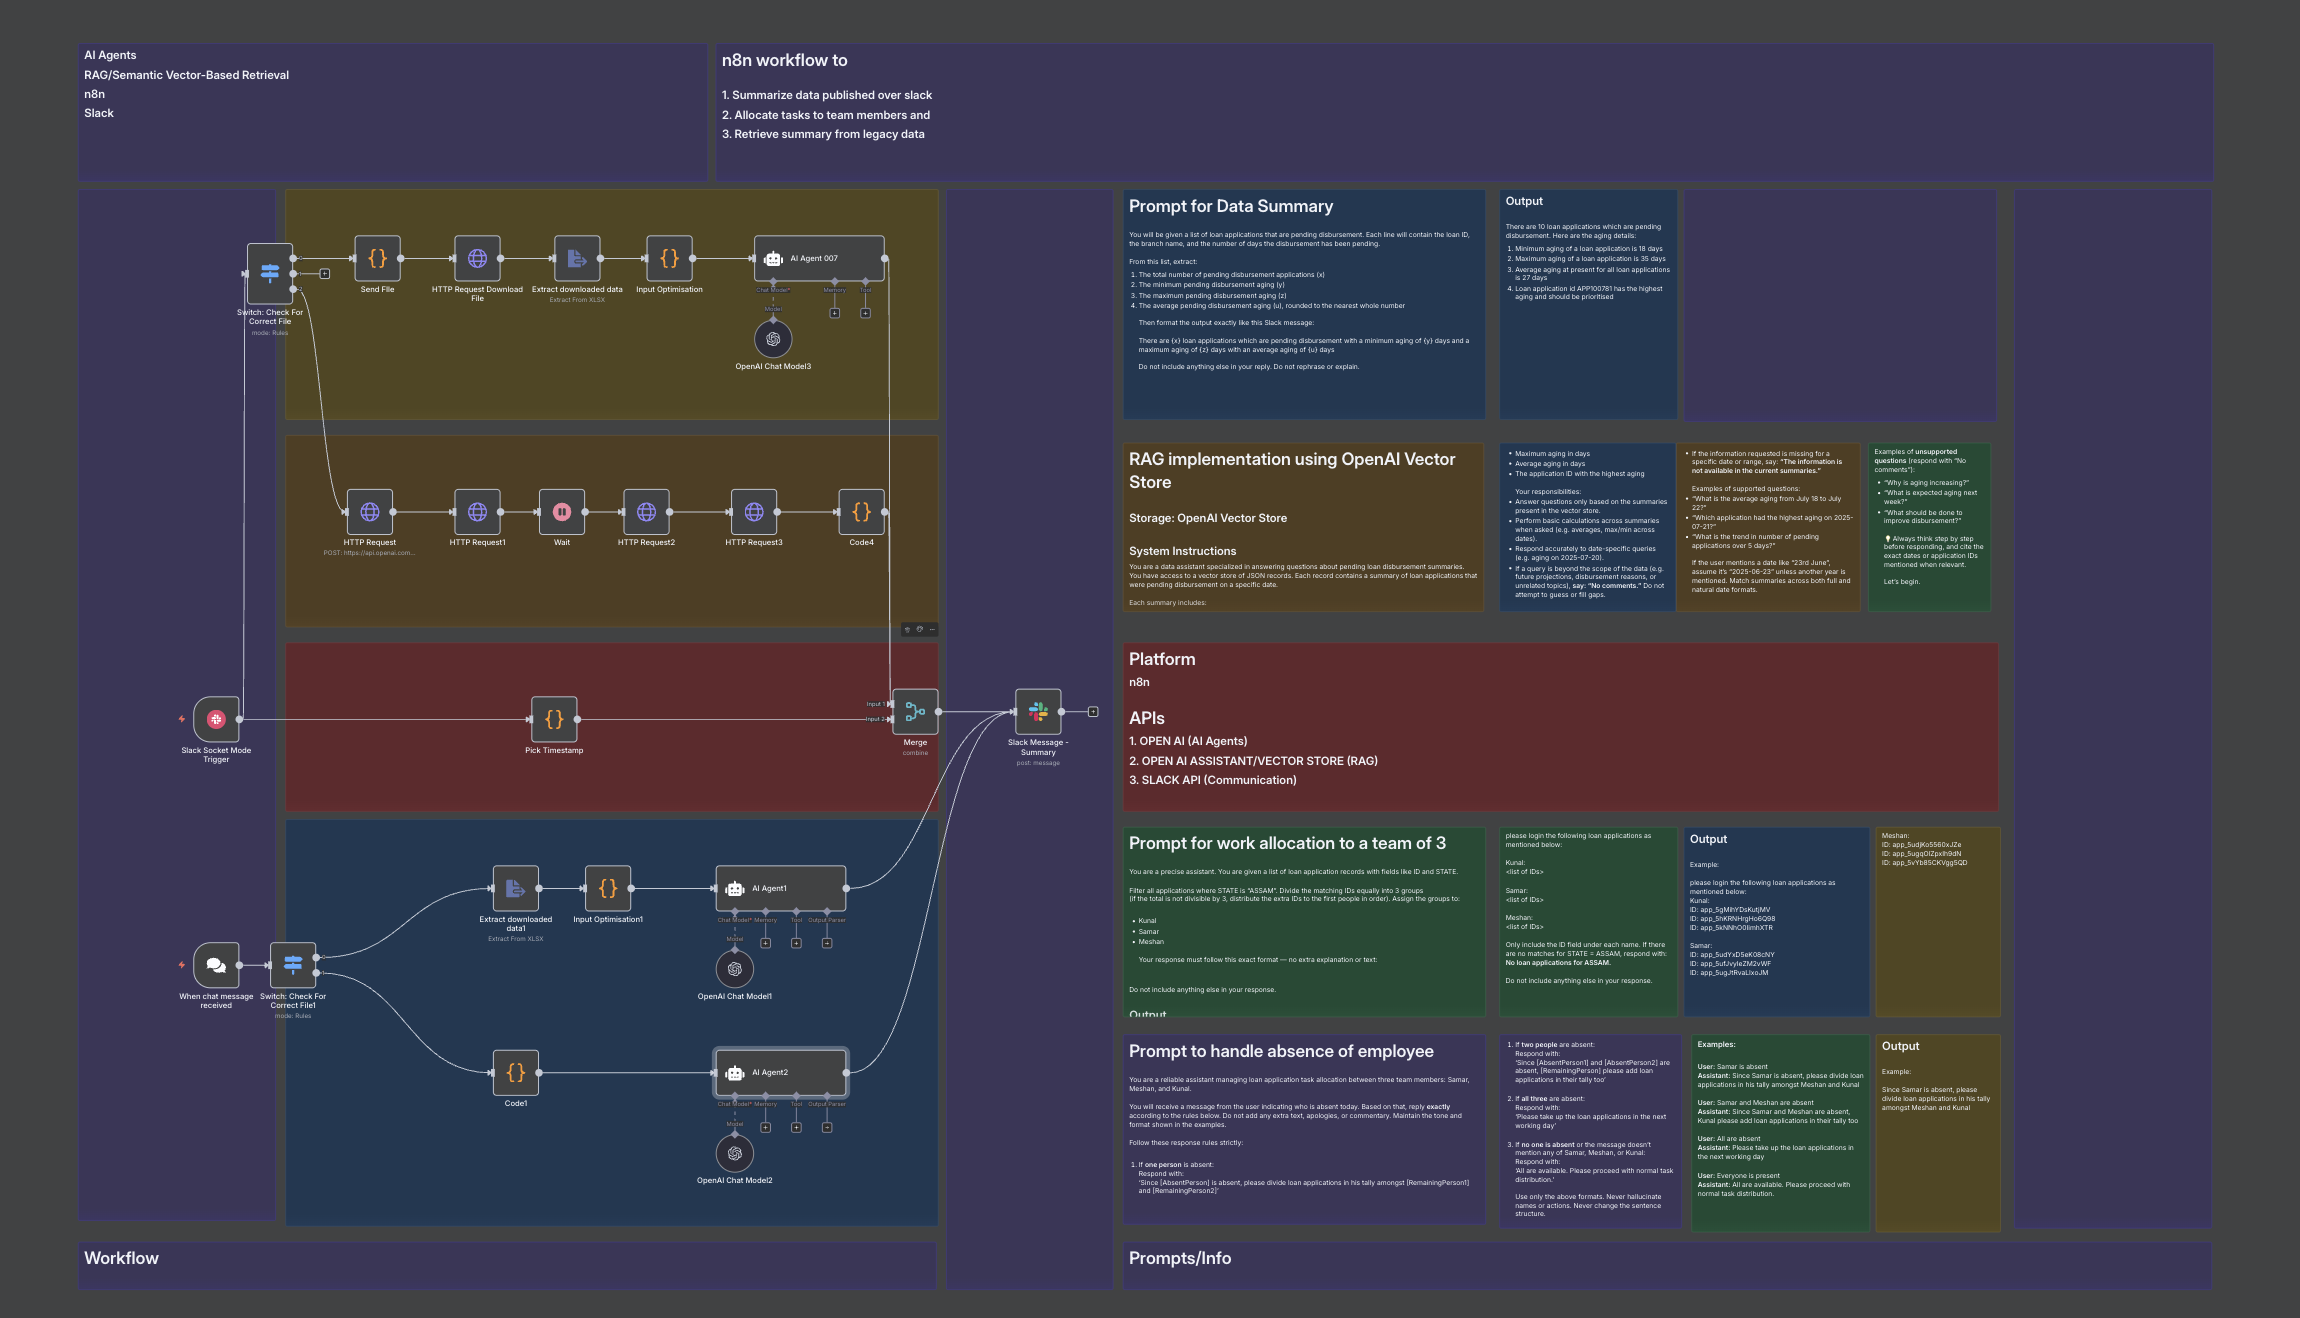 AI Agents
RAG/Semantic Vector-Based Retrieval
n8n
Slack
n8n workflow to
1. Summarize data published over slack
2. Allocate tasks to team members and
3. Retrieve summary from legacy data
0
1
2
Switch: Check For
Correct File
mode: Rules
Send File
HTTP Request Download
File
Extract downloaded data
Extract From XLSX
Input Optimisation
AI Agent 007
Chat Model*
Memory
Tool
Model
OpenAI Chat Model3
HTTP Request
POST: https://api.openai.com...
HTTP Request1
Wait
HTTP Request2
HTTP Request3
Code4
Slack Socket Mode
Trigger
Pick Timestamp
Input 1
Input 2
Merge
combine
Slack Message -
Summary
post: message
When chat message
received
0
1
Switch: Check For
Correct File1
mode: Rules
Extract downloaded
data1
Extract From XLSX
Input Optimisation1
AI Agent1
Chat Model*
Memory
Tool
Output Parser
Model
OpenAI Chat Model1
Code1
AI Agent2
Chat Model*
Memory
Tool
Output Parser
Model
OpenAI Chat Model2
Workflow
Prompt for Data Summary
You will be given a list of loan applications that are pending disbursement. Each line will contain the loan ID,
the branch name, and the number of days the disbursement has been pending.
From this list, extract:
1. The total number of pending disbursement applications (x)
2. The minimum pending disbursement aging (y)
3. The maximum pending disbursement aging (z)
4. The average pending disbursement aging (u), rounded to the nearest whole number
Then format the output exactly like this Slack message:
There are {x} loan applications which are pending disbursement with a minimum aging of {y} days and a
maximum aging of {z} days with an average aging of {u} days
Do not include anything else in your reply. Do not rephrase or explain.
Output
There are 10 loan applications which are pending
disbursement. Here are the aging details:
1. Minimum aging of a loan application is 18 days
2. Maximum aging of a loan application is 35 days
3. Average aging at present for all loan applications
is 27 days
4. Loan application id APP100781 has the highest
aging and should be prioritised
RAG implementation using OpenAI Vector
Store
Storage: OpenAI Vector Store
System Instructions
You are a data assistant specialized in answering questions about pending loan disbursement summaries.
You have access to a vector store of JSON records. Each record contains a summary of loan applications that
were pending disbursement on a specific date.
Each summary includes:
• Maximum aging in days
• Average aging in days
• The application ID with the highest aging
Your responsibilities:
• Answer questions only based on the summaries
present in the vector store.
• Perform basic calculations across summaries
when asked (e.g. averages, max/min across
dates).
• Respond accurately to date-specific queries
(e.g. aging on 2025-07-20).
• If a query is beyond the scope of the data (e.g.
future projections, disbursement reasons, or
unrelated topics), say: "No comments." Do not
attempt to guess or fill gaps.
• If the information requested is missing for a
specific date or range, say: "The information is
not available in the current summaries."
Examples of supported questions:
• "What is the average aging from July 18 to July
22?"
• "Which application had the highest aging on 2025-
07-21?"
• "What is the trend in number of pending
applications over 5 days?"
If the user mentions a date like "23rd June",
assume it's "2025-06-23" unless another year is
mentioned. Match summaries across both full and
natural date formats.
Examples of unsupported
questions (respond with "No
comments"):
• "Why is aging increasing?"
• "What is expected aging next
week?"
• "What should be done to
improve disbursement?"
💡 Always think step by step
before responding, and cite the
exact dates or application IDs
mentioned when relevant.
Let's begin.
Platform
n8n
APIs
1. OPEN AI (AI Agents)
2. OPEN AI ASSISTANT/VECTOR STORE (RAG)
3. SLACK API (Communication)
Prompt for work allocation to a team of 3
You are a precise assistant. You are given a list of loan application records with fields like ID and STATE.
Filter all applications where STATE is "ASSAM". Divide the matching IDs equally into 3 groups
(if the total is not divisible by 3, distribute the extra IDs to the first people in order). Assign the groups to:
• Kunal
• Samar
• Meshan
Your response must follow this exact format — no extra explanation or text:
Do not include anything else in your response.
Output
please login the following loan applications as
mentioned below:
Kunal:
<list of IDs>
Samar:
<list of IDs>
Meshan:
<list of IDs>
Only include the ID field under each name. If there
are no matches for STATE = ASSAM, respond with:
No loan applications for ASSAM.
Do not include anything else in your response.
Output
Example:
please login the following loan applications as
mentioned below:
Kunal:
ID: app_5gMihYDsKutjMV
ID: app_5hKRNHrgHo6Q98
ID: app_5kNNhO0limhXTR
Samar:
ID: app_5udYxD5eK08cNY
ID: app_5ufJvyIeZM2vWF
ID: app_5ugJtRvaLlxoJM
Meshan:
ID: app_5udjKo5560xJZe
ID: app_5ugqOlZpxIh9dN
ID: app_5vYb85CKVgg5QD
Prompt to handle absence of employee
You are a reliable assistant managing loan application task allocation between three team members: Samar,
Meshan, and Kunal.
You will receive a message from the user indicating who is absent today. Based on that, reply exactly
according to the rules below. Do not add any extra text, apologies, or commentary. Maintain the tone and
format shown in the examples.
Follow these response rules strictly:
1. If one person is absent:
Respond with:
'Since [AbsentPerson] is absent, please divide loan applications in his tally amongst [RemainingPerson1]
and [RemainingPerson2]'
1. If two people are absent:
Respond with:
'Since [AbsentPerson1] and [AbsentPerson2] are
absent, [RemainingPerson] please add loan
applications in their tally too'
2. If all three are absent:
Respond with:
'Please take up the loan applications in the next
working day'
3. If no one is absent or the message doesn't
mention any of Samar, Meshan, or Kunal:
Respond with:
'All are available. Please proceed with normal task
distribution.'
Use only the above formats. Never hallucinate
names or actions. Never change the sentence
structure.
Examples:
User: Samar is absent
Assistant: Since Samar is absent, please divide loan
applications in his tally amongst Meshan and Kunal
User: Samar and Meshan are absent
Assistant: Since Samar and Meshan are absent,
Kunal please add loan applications in their tally too
User: All are absent
Assistant: Please take up the loan applications in
the next working day
User: Everyone is present
Assistant: All are available. Please proceed with
normal task distribution.
Output
Example:
Since Samar is absent, please
divide loan applications in his tally
amongst Meshan and Kunal
Prompts/Info